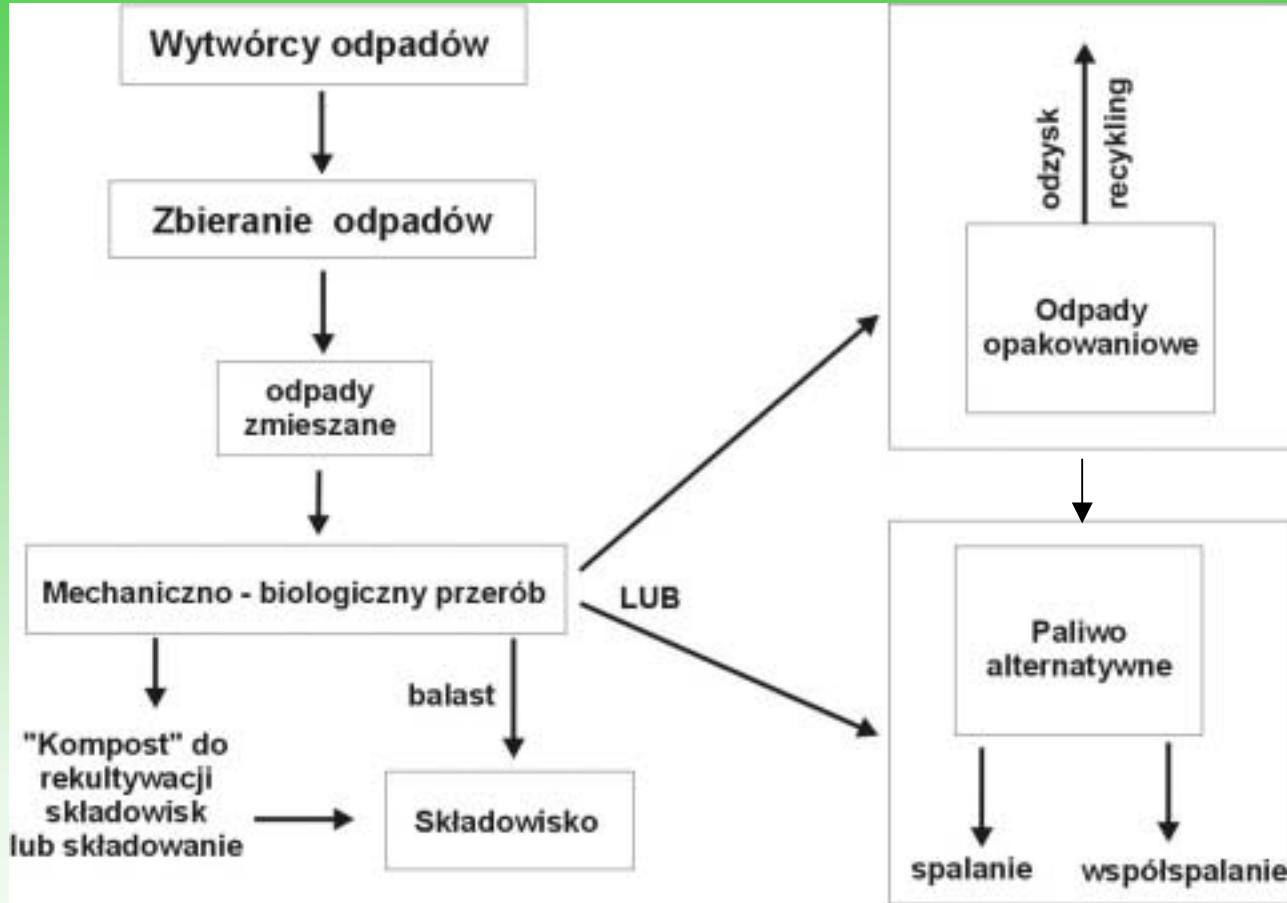 Wytwórcy odpadów
Zbieranie odpadów
odpady
zmieszane
Mechaniczno - biologiczny przerób
"Kompost" do
rekultywacji
składowisk
lub składowanie
balast
Składowisko
LUB
odzysk
recykling
Odpady
opakowaniowe
Paliwo
alternatywne
spalanie
współspalanie